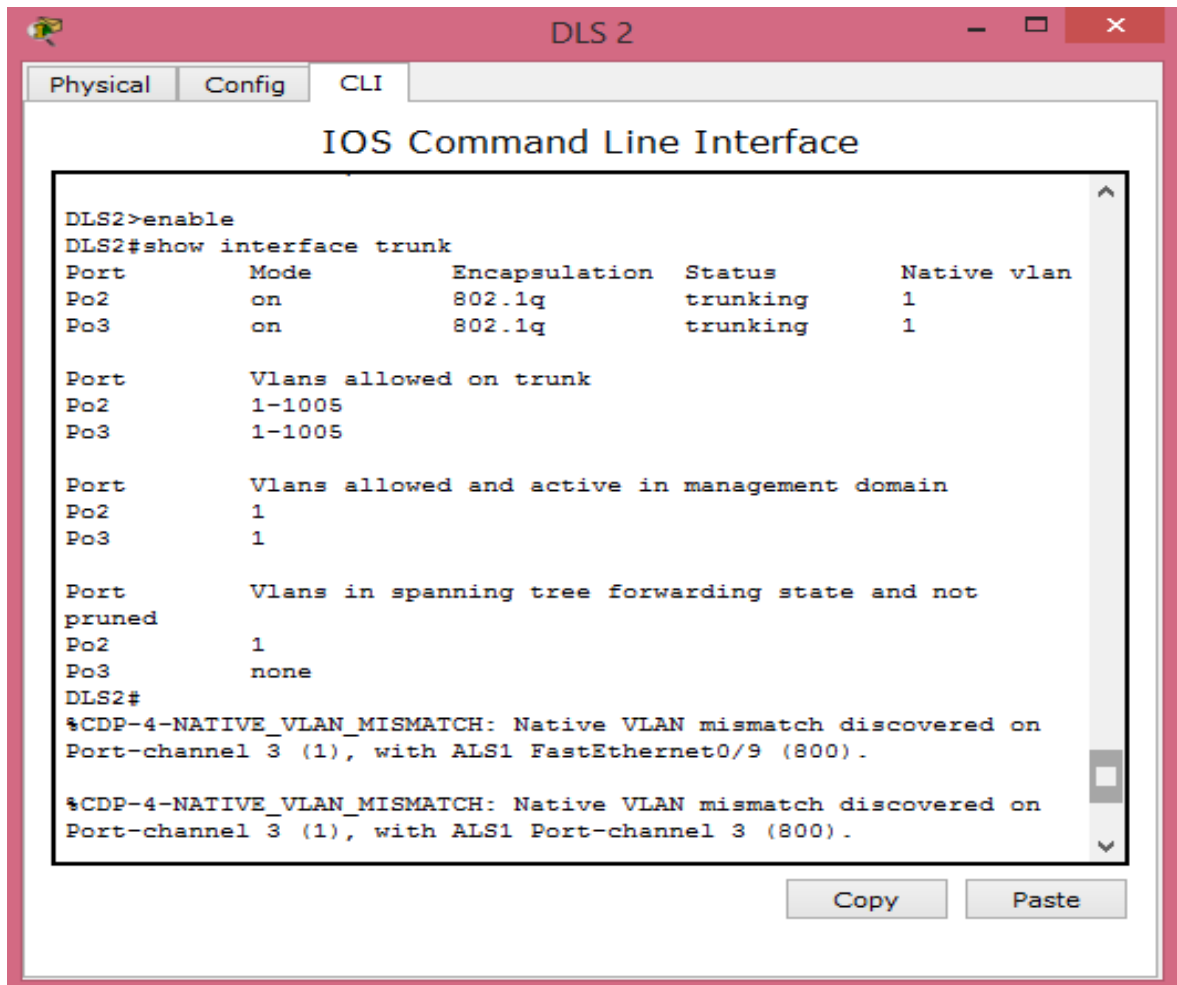 DLS 2
Physical Config CLI
IOS Command Line Interface
DLS2>enable
DLS2#show interface trunk
Port Mode Encapsulation Status Native vlan
Po2 on 802.1q trunking 1
Po3 on 802.1q trunking 1
Port Vlans allowed on trunk
Po2 1-1005
Po3 1-1005
Port Vlans allowed and active in management domain
Po2 1
Po3 1
Port Vlans in spanning tree forwarding state and not
pruned
Po2 1
Po3 none
DLS2#
%CDP-4-NATIVE_VLAN_MISMATCH: Native VLAN mismatch discovered on
Port-channel 3 (1), with ALS1 FastEthernet0/9 (800).
%CDP-4-NATIVE_VLAN_MISMATCH: Native VLAN mismatch discovered on
Port-channel 3 (1), with ALS1 Port-channel 3 (800).
Copy Paste